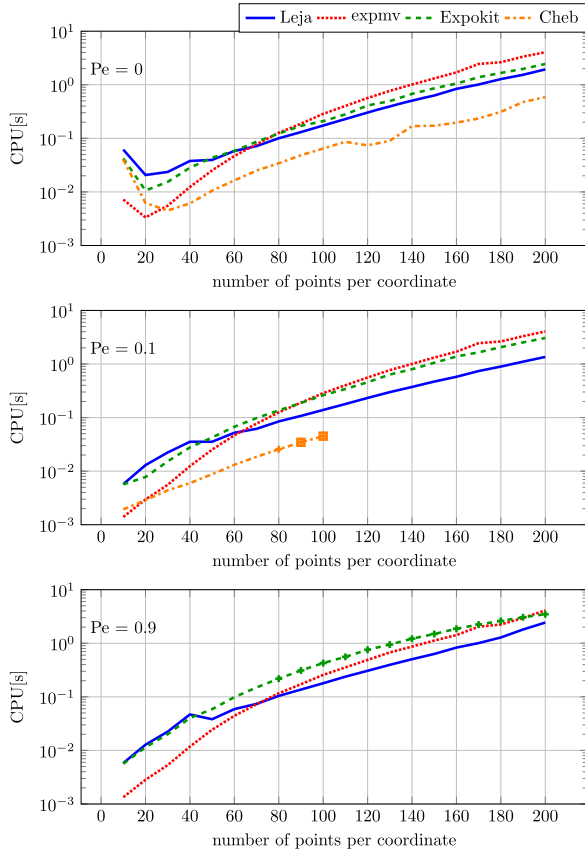 Leja expmv Expokit Cheb
10^1
10^0
10^−1
10^−2
10^−3
CPU[s]
Pe = 0
0 20 40 60 80 100 120 140 160 180 200
number of points per coordinate
10^1
10^0
10^−1
10^−2
10^−3
CPU[s]
Pe = 0.1
0 20 40 60 80 100 120 140 160 180 200
number of points per coordinate
10^1
10^0
10^−1
10^−2
10^−3
CPU[s]
Pe = 0.9
0 20 40 60 80 100 120 140 160 180 200
number of points per coordinate